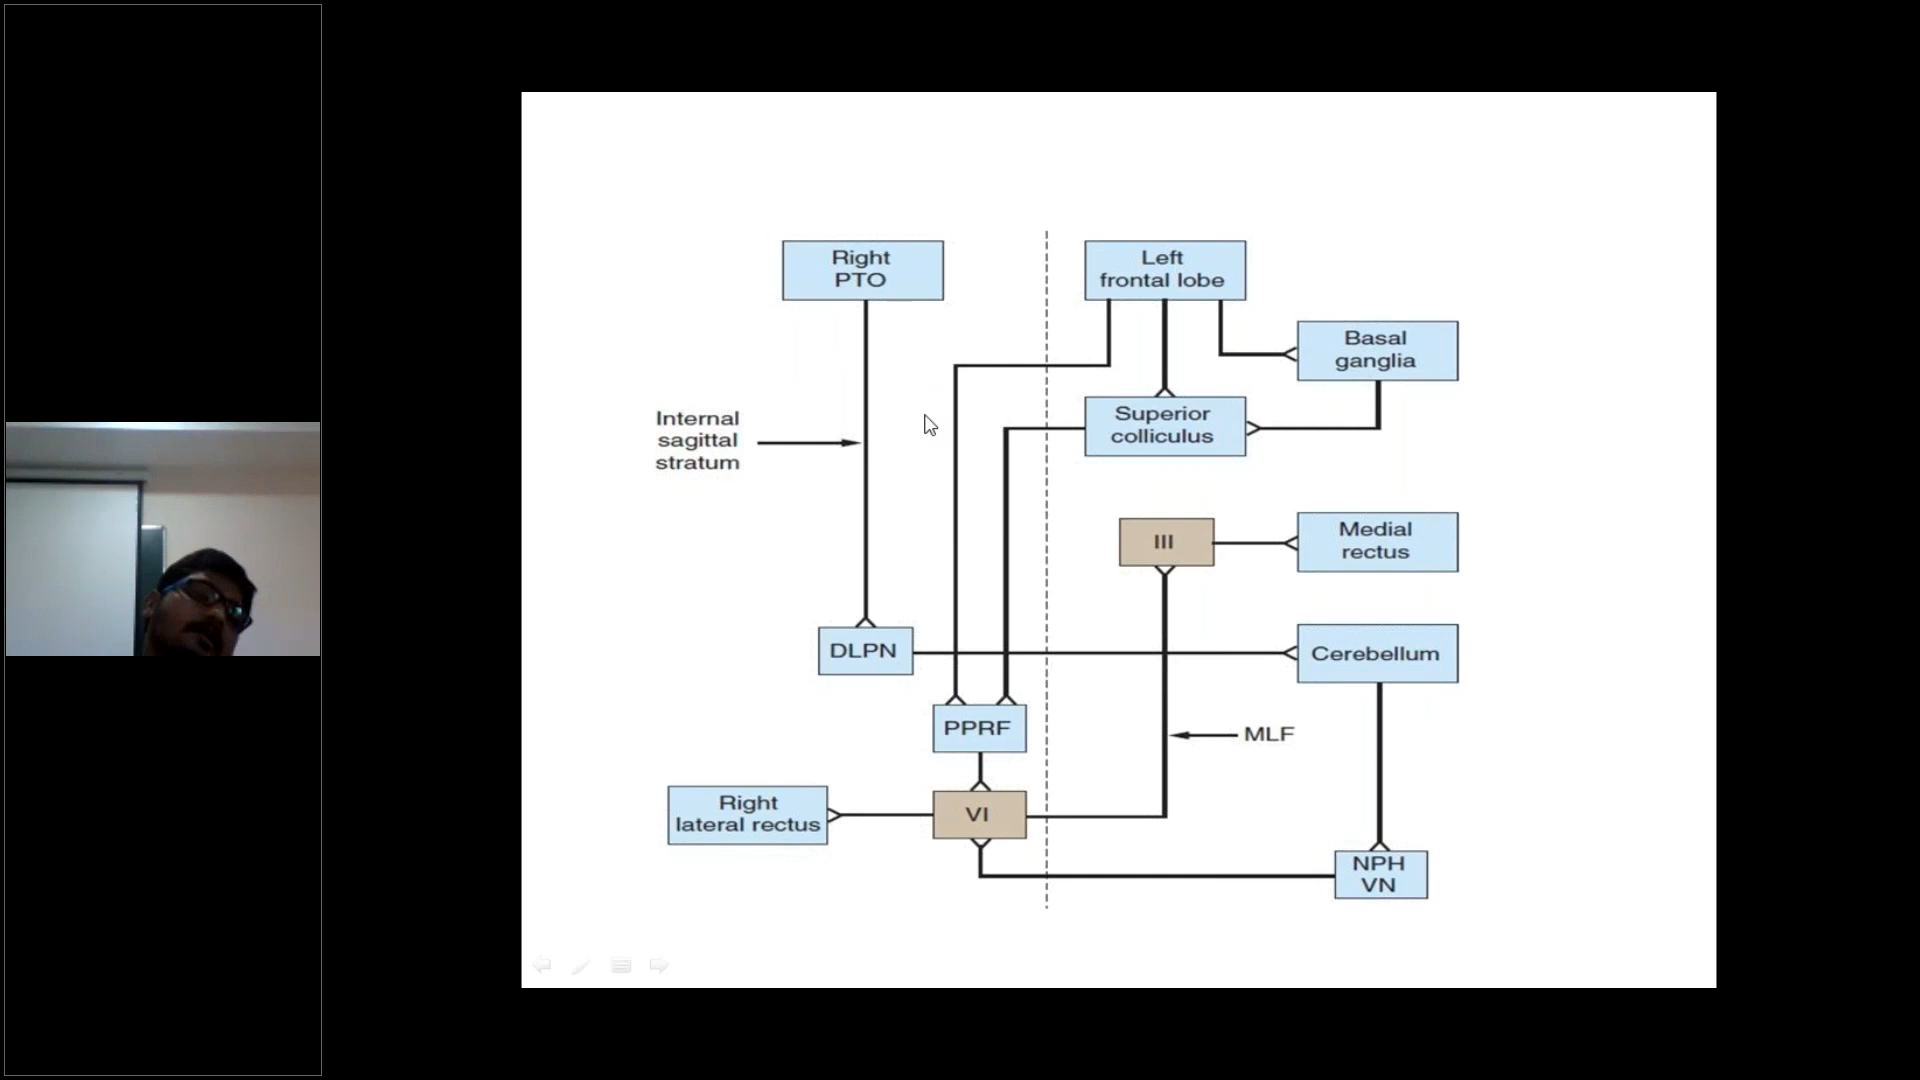 Right
PTO
Left
frontal lobe
Basal
ganglia
Internal
sagittal
stratum
Superior
colliculus
III
Medial
rectus
DLPN
Cerebellum
PPRF
MLF
Right
lateral rectus
VI
NPH
VN